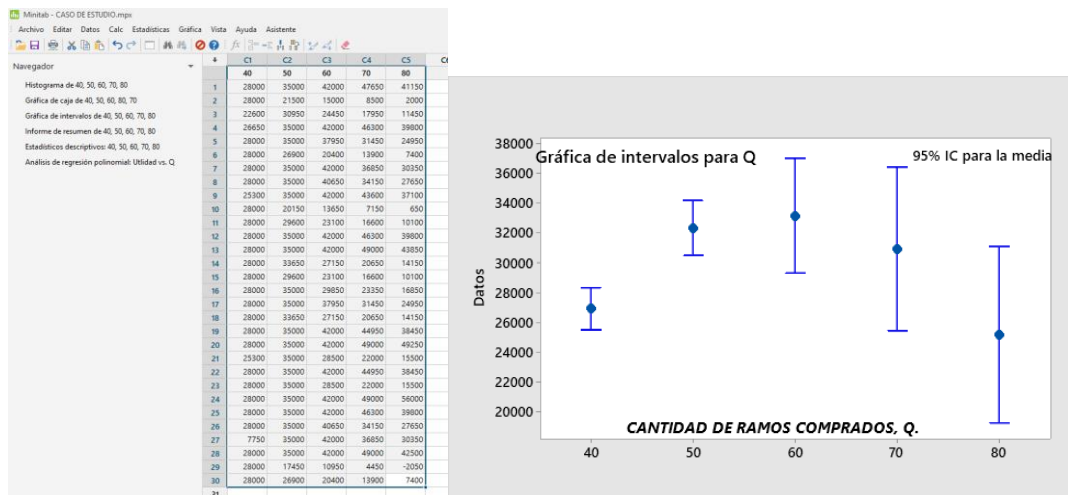 Minitab - CASO DE ESTUDIO.mpx
Archivo Editar Datos Calc Estadísticas Gráfica Vista Ayuda Asistente
Navegador
Histograma de 40, 50, 60, 70, 80
Gráfica de caja de 40, 50, 60, 80, 70
Gráfica de intervalos de 40, 50, 60, 70, 80
Informe de resumen de 40, 50, 60, 70, 80
Estadísticos descriptivos: 40, 50, 60, 70, 80
Análisis de regresión polinomial: Utlidad vs. Q
C1 C2 C3 C4 C5
40 50 60 70 80
1 28000 35000 42000 47650 41150
2 28000 21500 15000 8500 2000
3 22600 30950 24450 17950 11450
4 26650 35000 42000 46300 39800
5 28000 35000 37950 31450 24950
6 28000 26900 20400 13900 7400
7 28000 35000 42000 36850 30350
8 28000 35000 40650 34150 27650
9 25300 35000 42000 43600 37100
10 28000 20150 13650 7150 650
11 28000 29600 23100 16600 10100
12 28000 35000 42000 46300 39800
13 28000 35000 42000 49000 43850
14 28000 33650 27150 20650 14150
15 28000 29600 23100 16600 10100
16 28000 35000 29850 23350 16850
17 28000 35000 37950 31450 24950
18 28000 33650 27150 20650 14150
19 28000 35000 42000 44950 38450
20 28000 35000 42000 49000 49250
21 25300 35000 28500 22000 15500
22 28000 35000 42000 44950 38450
23 28000 35000 28500 22000 15500
24 28000 35000 42000 49000 56000
25 28000 35000 42000 46300 39800
26 28000 35000 40650 34150 27650
27 7750 35000 42000 36850 30350
28 28000 35000 42000 49000 42500
29 28000 17450 10950 4450 -2050
30 28000 26900 20400 13900 7400
Gráfica de intervalos para Q
95% IC para la media
Datos
38000
36000
34000
32000
30000
28000
26000
24000
22000
20000
CANTIDAD DE RAMOS COMPRADOS, Q.
40 50 60 70 80